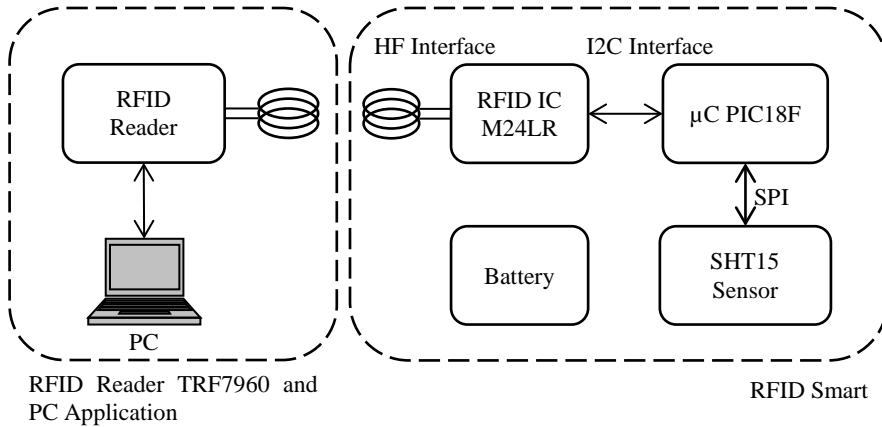 HF Interface
I2C Interface
RFID
Reader
RFID IC
M24LR
µC PIC18F
SPI
Battery
SHT15
Sensor
PC
RFID Reader TRF7960 and
PC Application
RFID Smart